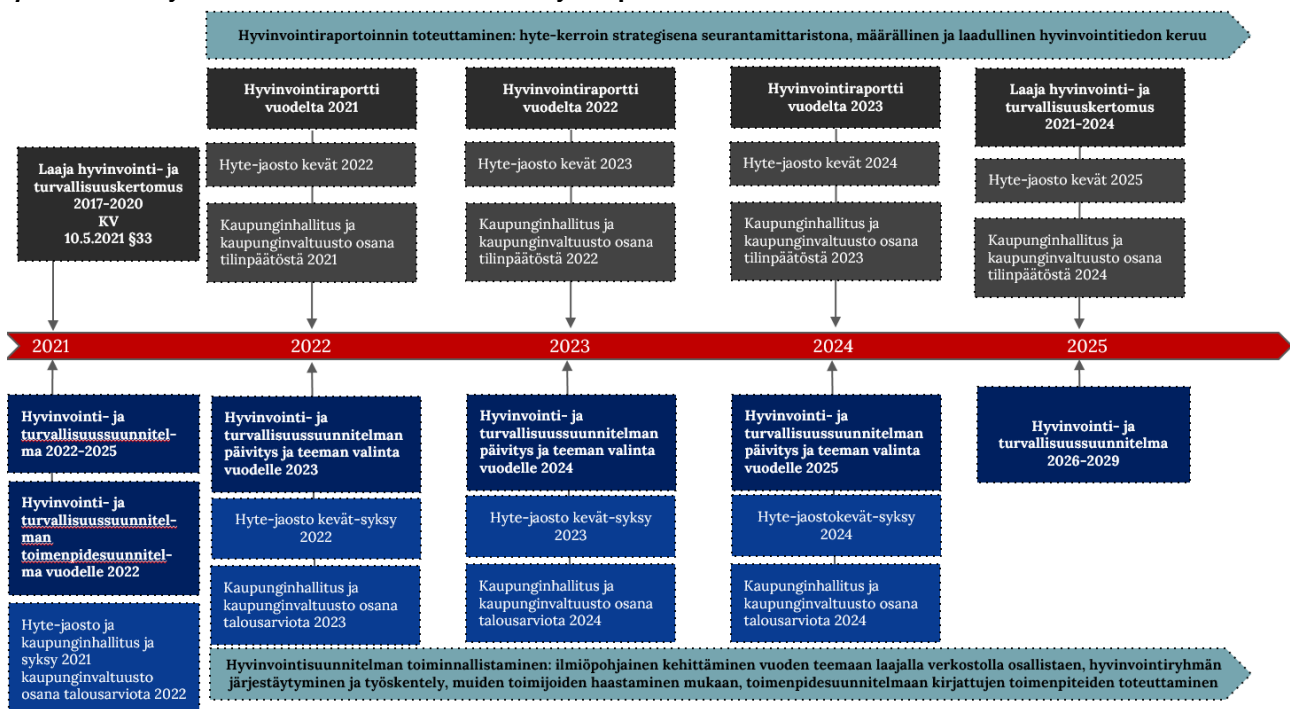 Hyvinvointiraportoinnin toteuttaminen: hyte-kerroin strategisena seurantamittaristona, määrällinen ja laadullinen hyvinvointitiedon keruu
Laaja hyvinvointi- ja
turvallisuuskertomus
2017-2020
KV
10.5.2021 §33
Hyvinvointiraportti
vuodelta 2021
Hyte-jaosto kevät 2022
Kaupunginhallitus ja
kaupunginvaltuusto osana
tilinpäätöstä 2021
Hyvinvointiraportti
vuodelta 2022
Hyte-jaosto kevät 2023
Kaupunginhallitus ja
kaupunginvaltuusto osana
tilinpäätöstä 2022
Hyvinvointiraportti
vuodelta 2023
Hyte-jaosto kevät 2024
Kaupunginhallitus ja
kaupunginvaltuusto osana
tilinpäätöstä 2023
Laaja hyvinvointi- ja
turvallisuuskertomus
2021-2024
Hyte-jaosto kevät 2025
Kaupunginhallitus ja
kaupunginvaltuusto osana
tilinpäätöstä 2024
2021
2022
2023
2024
2025
Hyvinvointi- ja
turvallisuussuunnitel-
ma 2022-2025
Hyvinvointi- ja
turvallisuussuunnitel-
man
toimenpidesuunnitel-
ma vuodelle 2022
Hyte-jaosto ja
kaupunginhallitus ja
syksy 2021
kaupunginvaltuusto
osana talousarviota 2022
Hyvinvointi- ja
turvallisuussuunnitelman
päivitys ja teeman valinta
vuodelle 2023
Hyte-jaosto kevät-syksy
2022
Kaupunginhallitus ja
kaupunginvaltuusto osana
talousarviota 2023
Hyvinvointi- ja
turvallisuussuunnitelman
päivitys ja teeman valinta
vuodelle 2024
Hyte-jaosto kevät-syksy
2023
Kaupunginhallitus ja
kaupunginvaltuusto osana
talousarviota 2024
Hyvinvointi- ja
turvallisuussuunnitelman
päivitys ja teeman valinta
vuodelle 2025
Hyte-jaostokevät-syksy
2024
Kaupunginhallitus ja
kaupunginvaltuusto osana
talousarviota 2024
Hyvinvointi- ja
turvallisuussuunnitelma
2026-2029
Hyvinvointisuunnitelman toiminnallistaminen: ilmiöpohjainen kehittäminen vuoden teemaan laajalla verkostolla osallistaen, hyvinvointiryhmän
järjestäytyminen ja työskentely, muiden toimijoiden haastaminen mukaan, toimenpidesuunnitelmaan kirjattujen toimenpiteiden toteuttaminen